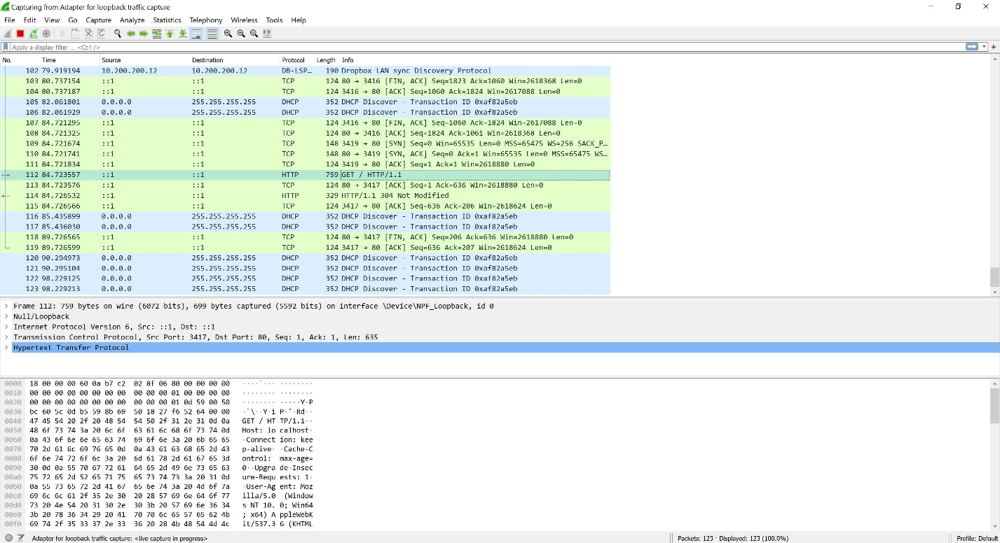 Capturing from Adapter for loopback traffic capture
File Edit View Go Capture Analyze Statistics Telephony Wireless Tools Help
Apply a display filter ... <Ctrl-/>
No. Time Source Destination Protocol Length Info
102 79.919194 10.200.200.12 10.200.200.12 DB-LSP… 190 Dropbox LAN sync Discovery Protocol
103 80.737154 ::1 ::1 TCP 124 80 → 3416 [FIN, ACK] Seq=1823 Ack=1060 Win=2618368 Len=0
104 80.737187 ::1 ::1 TCP 124 3416 → 80 [ACK] Seq=1060 Ack=1824 Win=2617088 Len=0
105 82.061801 0.0.0.0 255.255.255.255 DHCP 352 DHCP Discover - Transaction ID 0xaf82a5eb
106 82.061929 0.0.0.0 255.255.255.255 DHCP 352 DHCP Discover - Transaction ID 0xaf82a5eb
107 84.721295 ::1 ::1 TCP 124 3416 → 80 [FIN, ACK] Seq=1060 Ack=1824 Win=2617088 Len=0
108 84.721325 ::1 ::1 TCP 124 80 → 3416 [ACK] Seq=1824 Ack=1061 Win=2618368 Len=0
109 84.721674 ::1 ::1 TCP 148 3419 → 80 [SYN] Seq=0 Win=65535 Len=0 MSS=65475 WS=256 SACK_P…
110 84.721741 ::1 ::1 TCP 148 80 → 3419 [SYN, ACK] Seq=0 Ack=1 Win=65535 Len=0 MSS=65475 WS…
111 84.721834 ::1 ::1 TCP 124 3419 → 80 [ACK] Seq=1 Ack=1 Win=2618880 Len=0
112 84.723557 ::1 ::1 HTTP 759 GET / HTTP/1.1
113 84.723576 ::1 ::1 TCP 124 80 → 3417 [ACK] Seq=1 Ack=636 Win=2618880 Len=0
114 84.726532 ::1 ::1 HTTP 329 HTTP/1.1 304 Not Modified
115 84.726566 ::1 ::1 TCP 124 3417 → 80 [ACK] Seq=636 Ack=206 Win=2618624 Len=0
116 85.435899 0.0.0.0 255.255.255.255 DHCP 352 DHCP Discover - Transaction ID 0xaf82a5eb
117 85.436030 0.0.0.0 255.255.255.255 DHCP 352 DHCP Discover - Transaction ID 0xaf82a5eb
118 89.726565 ::1 ::1 TCP 124 80 → 3417 [FIN, ACK] Seq=206 Ack=636 Win=2618880 Len=0
119 89.726599 ::1 ::1 TCP 124 3417 → 80 [ACK] Seq=636 Ack=207 Win=2618624 Len=0
120 90.294973 0.0.0.0 255.255.255.255 DHCP 352 DHCP Discover - Transaction ID 0xaf82a5eb
121 90.295104 0.0.0.0 255.255.255.255 DHCP 352 DHCP Discover - Transaction ID 0xaf82a5eb
122 98.229125 0.0.0.0 255.255.255.255 DHCP 352 DHCP Discover - Transaction ID 0xaf82a5eb
123 98.229213 0.0.0.0 255.255.255.255 DHCP 352 DHCP Discover - Transaction ID 0xaf82a5eb
Frame 112: 759 bytes on wire (6072 bits), 699 bytes captured (5592 bits) on interface \Device\NPF_Loopback, id 0
Null/Loopback
Internet Protocol Version 6, Src: ::1, Dst: ::1
Transmission Control Protocol, Src Port: 3417, Dst Port: 80, Seq: 1, Ack: 1, Len: 635
Hypertext Transfer Protocol
0000 18 00 00 00 60 0a b7 c2 02 8f 06 80 00 00 00 00 ····`··· ········
0010 00 00 00 00 00 00 00 00 00 00 00 01 00 00 00 00 ········ ········
0020 00 00 00 00 00 00 00 00 00 00 00 01 0d 59 00 50 ········ ·····Y·P
0030 bc 60 5c 0d b5 59 8b 69 50 18 27 f6 52 64 00 00 ·`\··Y·i P·'·Rd··
0040 47 45 54 20 2f 20 48 54 54 50 2f 31 2e 31 0d 0a GET / HT TP/1.1··
0050 48 6f 73 74 3a 20 6c 6f 63 61 6c 68 6f 73 74 0d Host: lo calhost·
0060 0a 43 6f 6e 6e 65 63 74 69 6f 6e 3a 20 6b 65 65 ·Connect ion: kee
0070 70 2d 61 6c 69 76 65 0d 0a 43 61 63 68 65 2d 43 p-alive· ·Cache-C
0080 6f 6e 74 72 6f 6c 3a 20 6d 61 78 2d 61 67 65 3d ontrol: max-age=
0090 30 0d 0a 55 70 67 72 61 64 65 2d 49 6e 73 65 63 0··Upgra de-Insec
00a0 75 72 65 2d 52 65 71 75 65 73 74 73 3a 20 31 0d ure-Requ ests: 1·
00b0 0a 55 73 65 72 2d 41 67 65 6e 74 3a 20 4d 6f 7a ·User-Ag ent: Moz
00c0 69 6c 6c 61 2f 35 2e 30 20 28 57 69 6e 64 6f 77 illa/5.0 (Window
00d0 73 20 4e 54 20 31 30 2e 30 3b 20 57 69 6e 36 34 s NT 10. 0; Win64
00e0 3b 20 78 36 34 29 20 41 70 70 6c 65 57 65 62 4b ; x64) A ppleWebK
00f0 69 74 2f 35 33 37 2e 33 36 20 28 4b 48 54 4d 4c it/537.3 6 (KHTML
Adapter for loopback traffic capture: <live capture in progress> Packets: 123 · Displayed: 123 (100.0%) Profile: Default